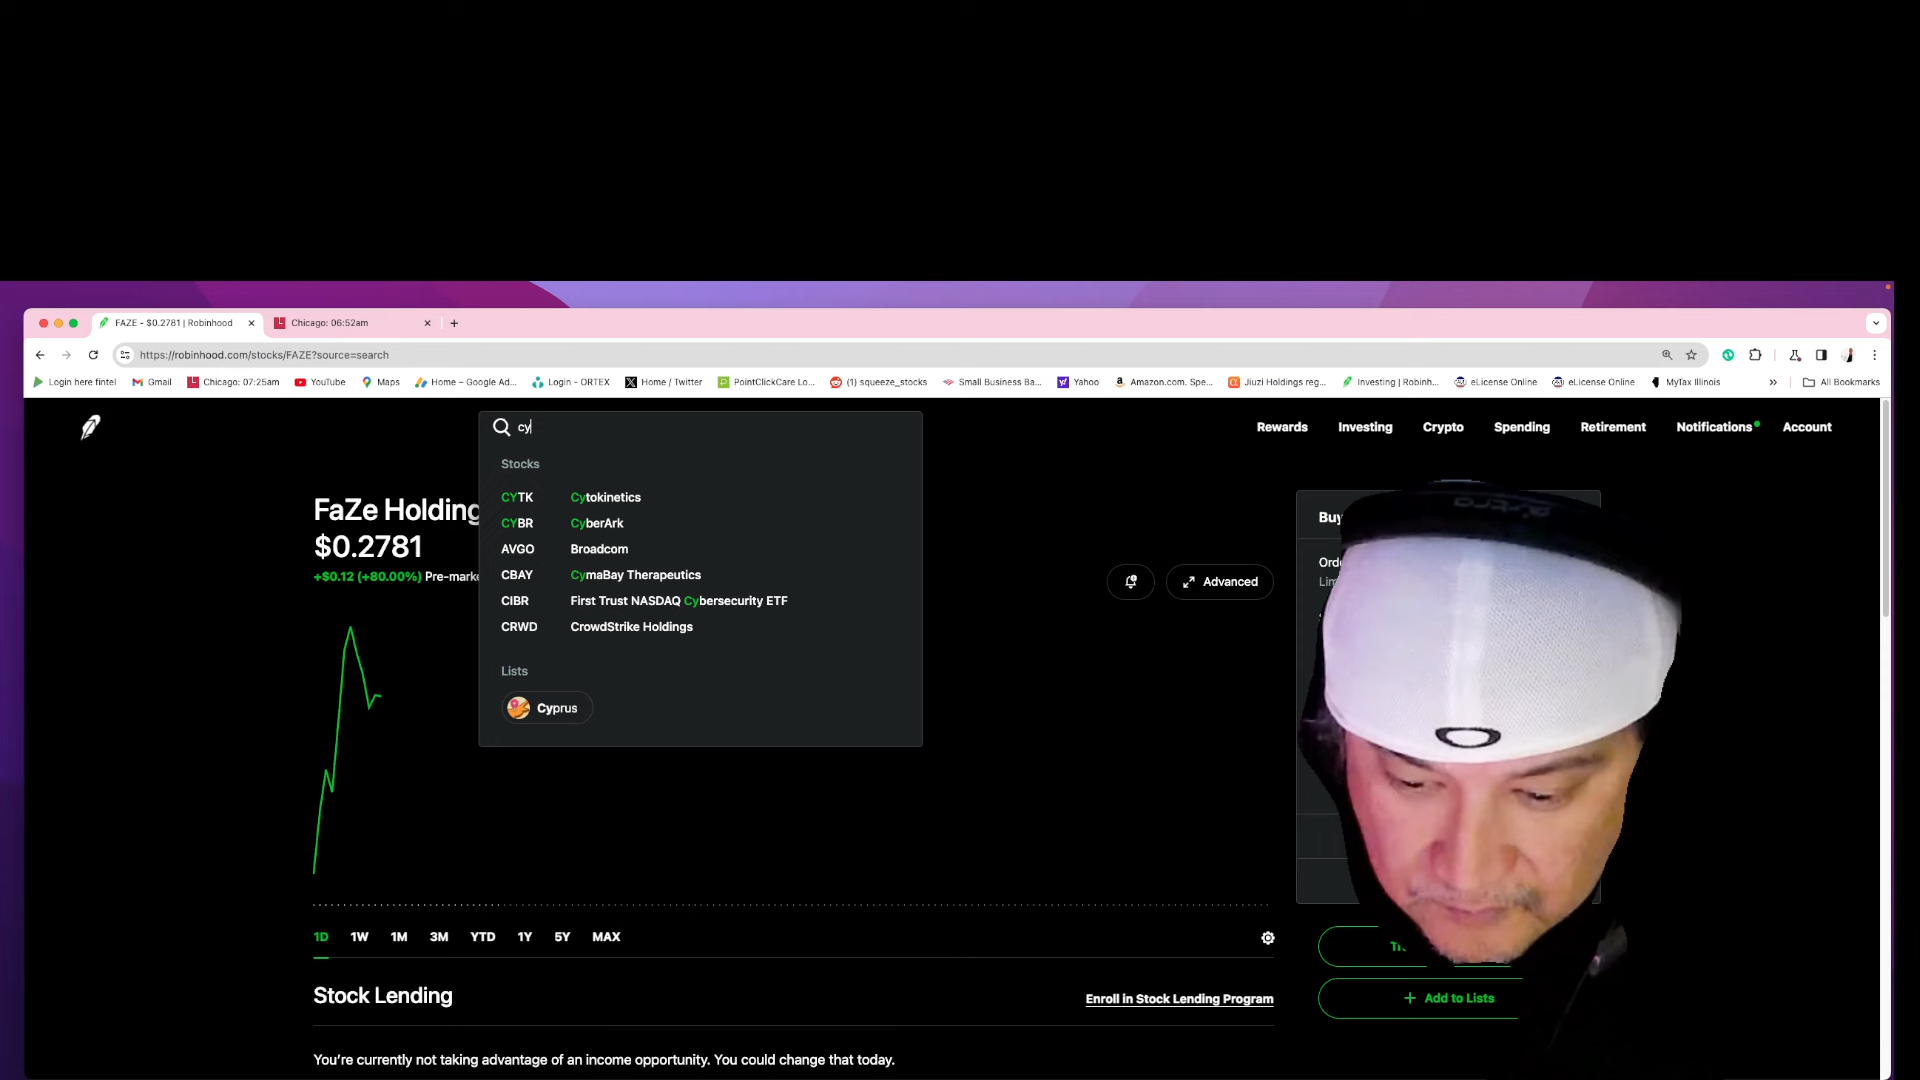 FAZE - $0.2781 | Robinhood
Chicago: 06:52am
https://robinhood.com/stocks/FAZE?source=search
Login here fintel
Gmail
Chicago: 07:25am
YouTube
Maps
Home – Google Ad...
Login - ORTEX
Home / Twitter
PointClickCare Lo...
(1) squeeze_stocks
Small Business Ba...
Yahoo
Amazon.com. Spe...
Jiuzi Holdings reg...
Investing | Robinh...
eLicense Online
eLicense Online
MyTax Illinois
All Bookmarks
cy
Rewards
Investing
Crypto
Spending
Retirement
Notifications
Account
Stocks
CYTK Cytokinetics
CYBR CyberArk
AVGO Broadcom
CBAY CymaBay Therapeutics
CIBR First Trust NASDAQ Cybersecurity ETF
CRWD CrowdStrike Holdings
Lists
Cyprus
FaZe Holding
$0.2781
+$0.12 (+80.00%) Pre-marke
Advanced
Buy
1D 1W 1M 3M YTD 1Y 5Y MAX
Stock Lending
Enroll in Stock Lending Program
You're currently not taking advantage of an income opportunity. You could change that today.
+ Add to Lists